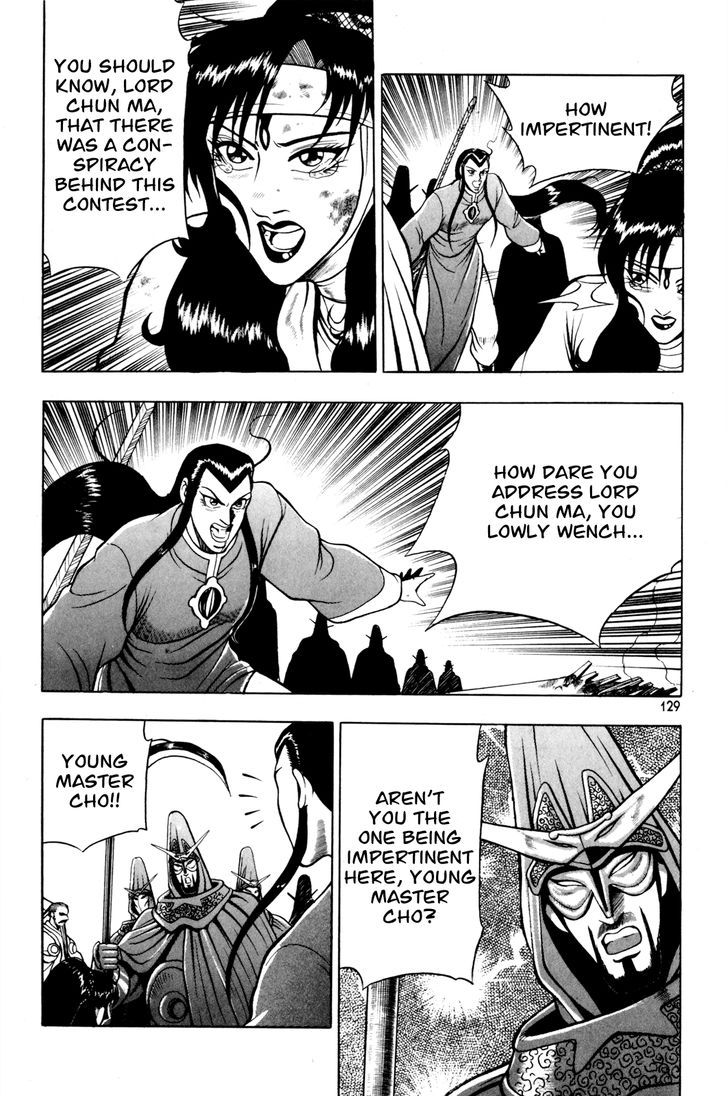 YOU SHOULD
KNOW, LORD
CHUN MA,
THAT THERE
WAS A CON-
SPIRACY
BEHIND THIS
CONTEST...
HOW
IMPERTINENT!
HOW DARE YOU
ADDRESS LORD
CHUN MA, YOU
LOWLY WENCH...
129
YOUNG
MASTER
CHO!!
AREN'T
YOU THE
ONE BEING
IMPERTINENT
HERE, YOUNG
MASTER
CHO?